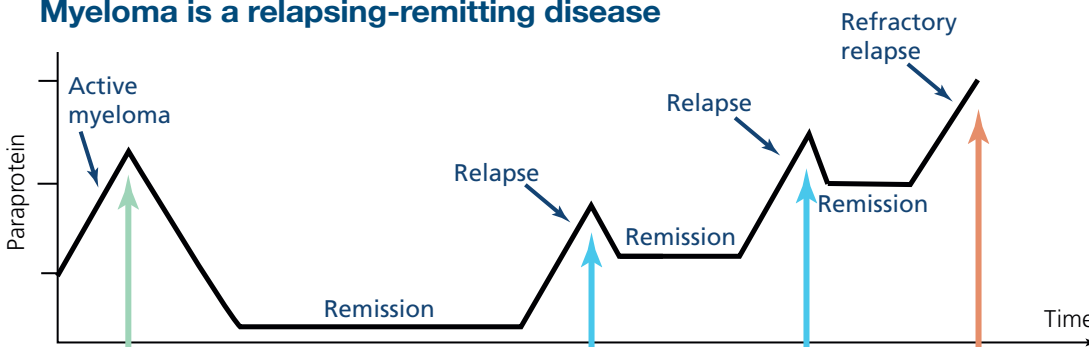 Myeloma is a relapsing-remitting disease
Refractory
relapse
Active
myeloma
Relapse
Relapse
Remission
Remission
Remission
Paraprotein
Time